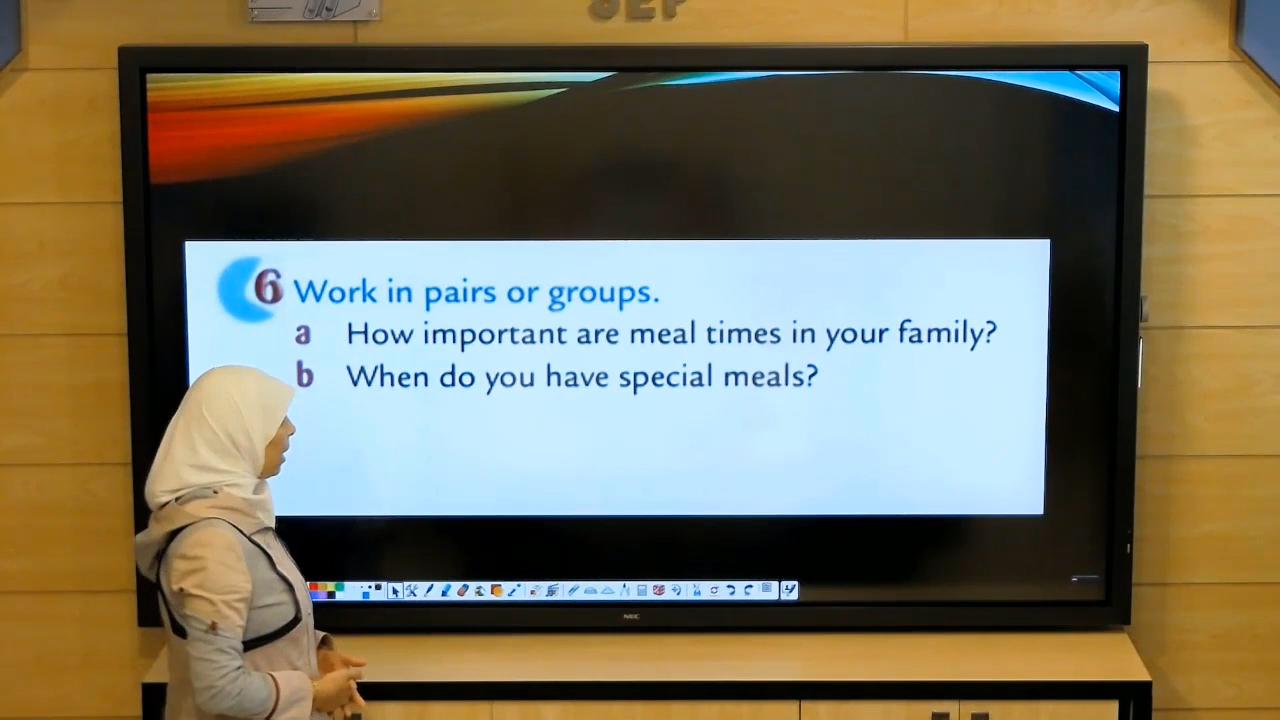 6 Work in pairs or groups.
a How important are meal times in your family?
b When do you have special meals?
NEC